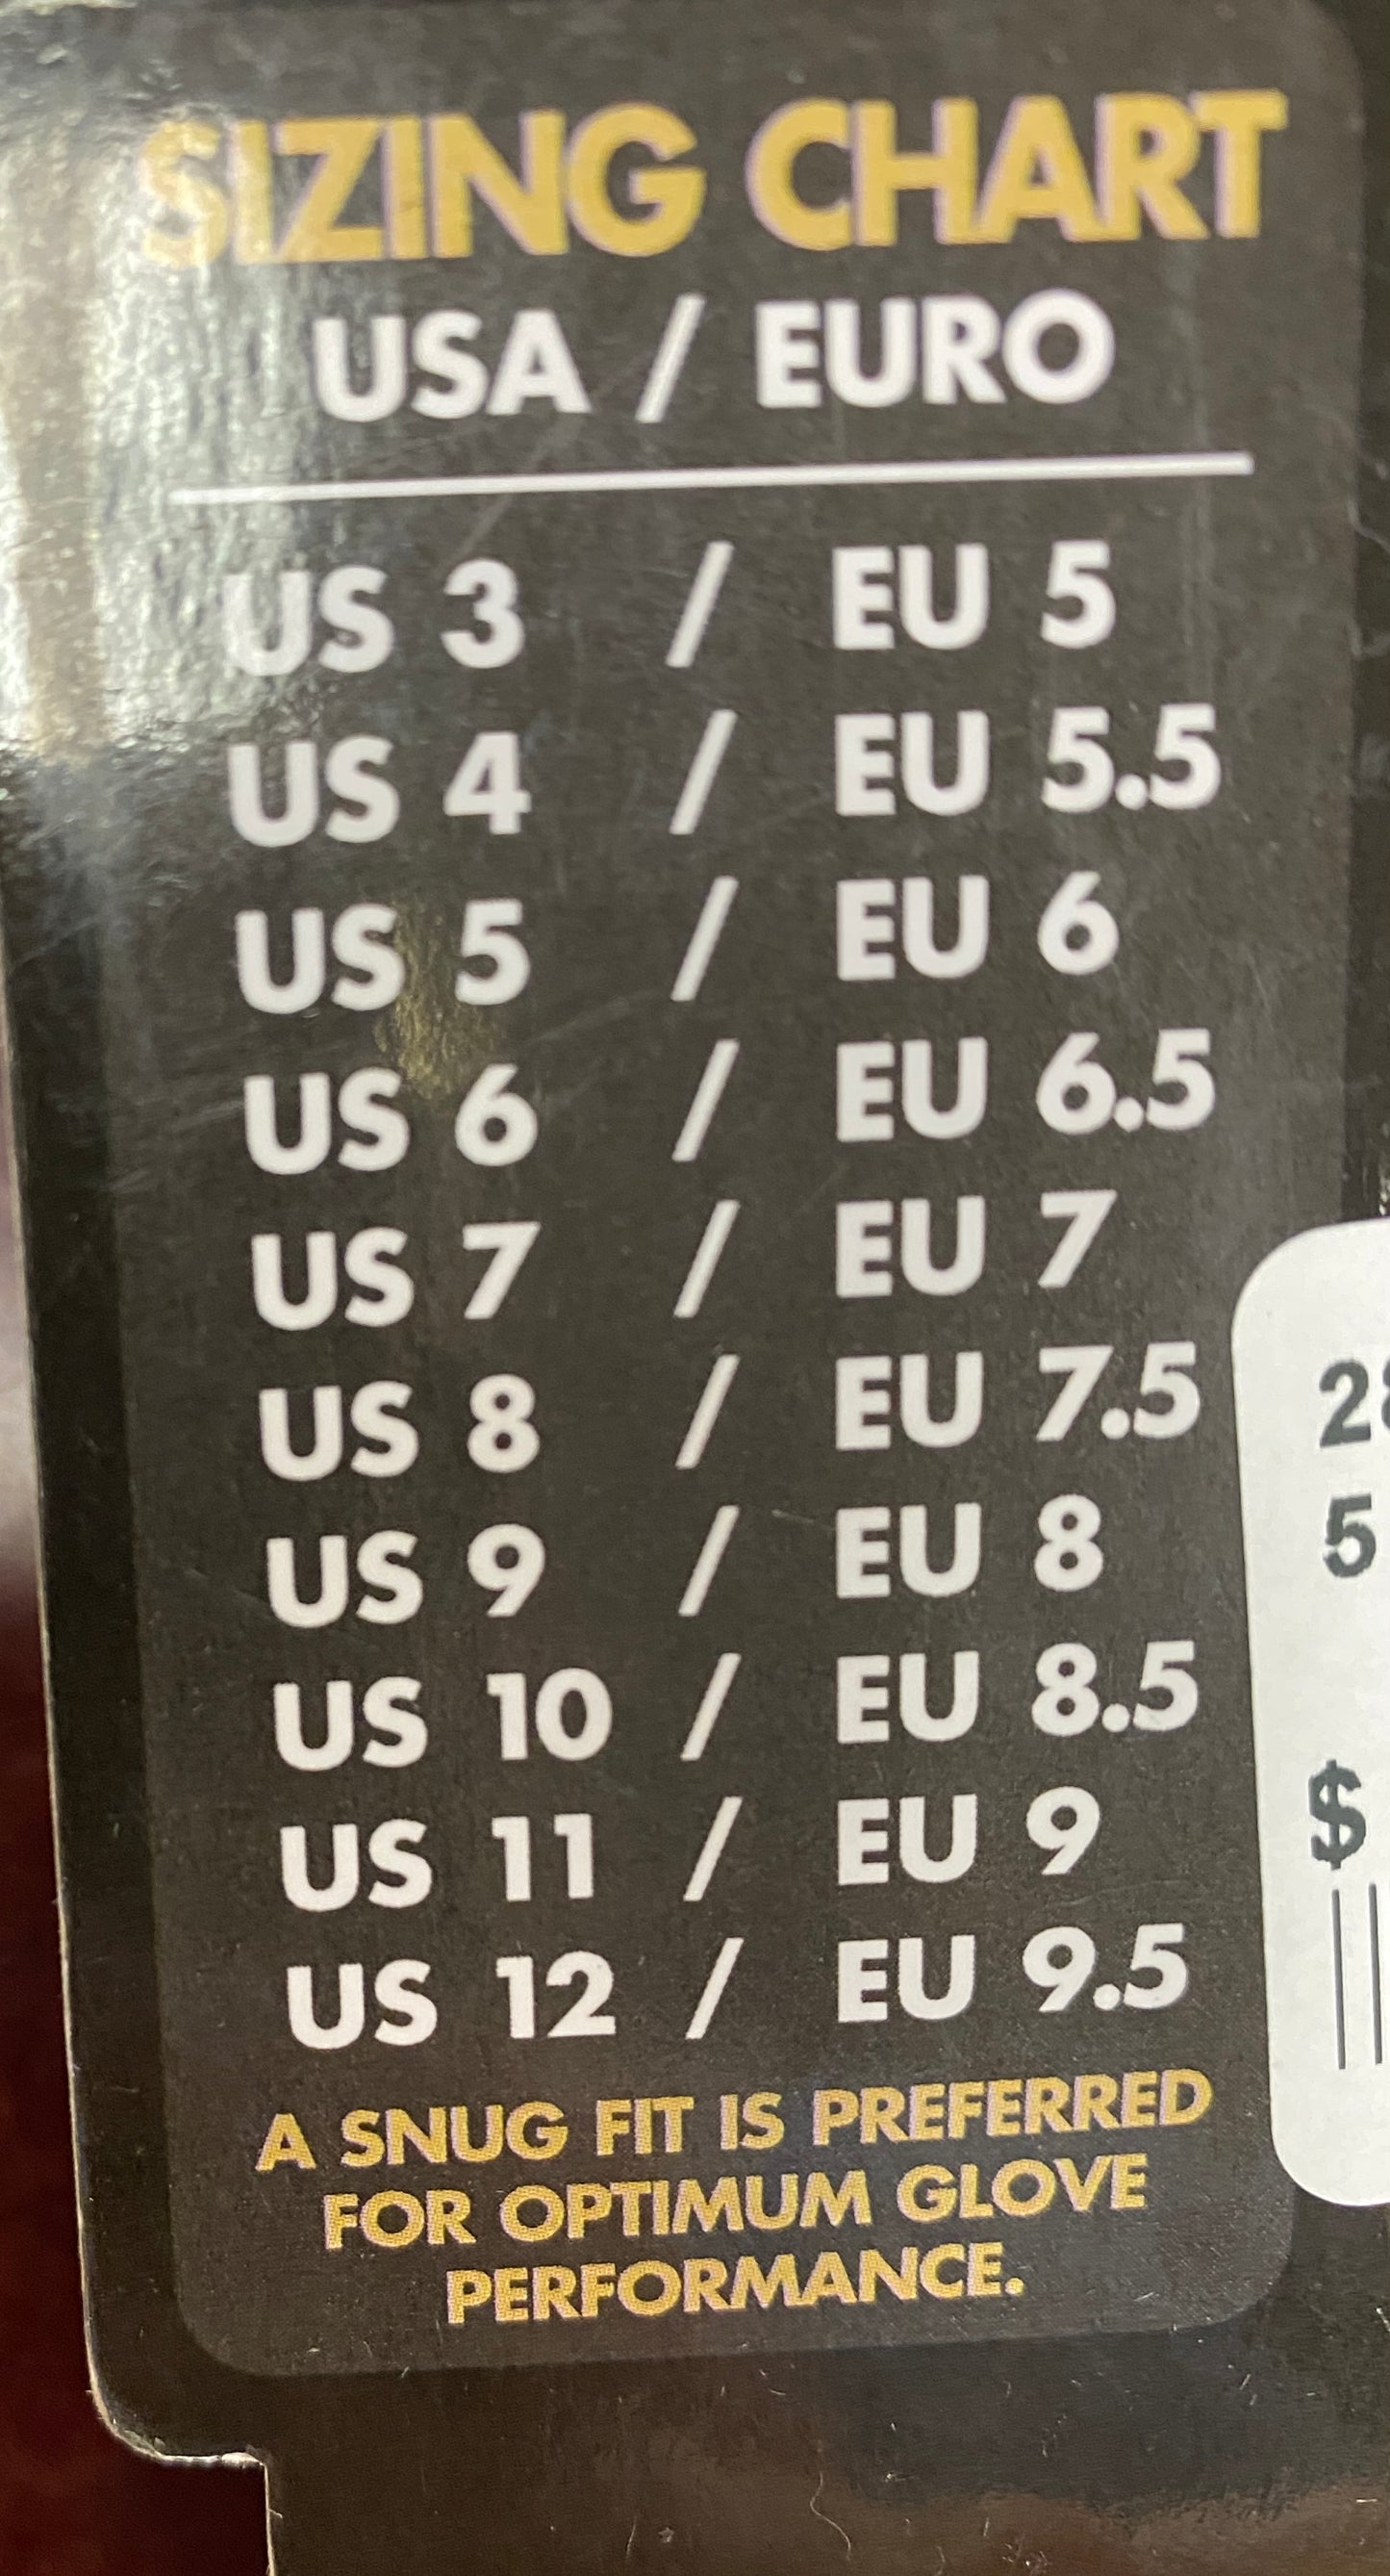 SIZING CHART
USA / EURO
US 3 / EU 5
US 4 / EU 5.5
US 5 / EU 6
US 6 / EU 6.5
US 7 / EU 7
US 8 / EU 7.5
US 9 / EU 8
US 10 / EU 8.5
US 11 / EU 9
US 12 / EU 9.5
A SNUG FIT IS PREFERRED
FOR OPTIMUM GLOVE
PERFORMANCE.
5
$